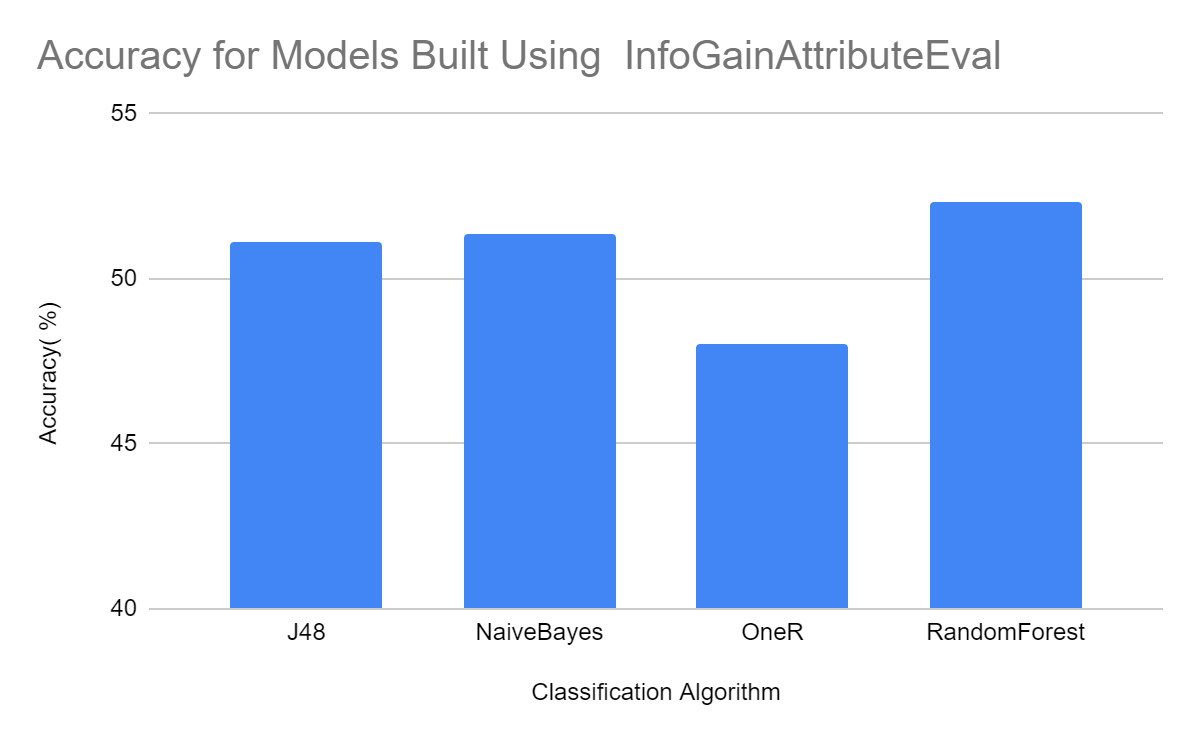 Accuracy for Models Built Using  InfoGainAttributeEval
55
50
45
40
Accuracy( %)
J48 NaiveBayes OneR RandomForest
Classification Algorithm